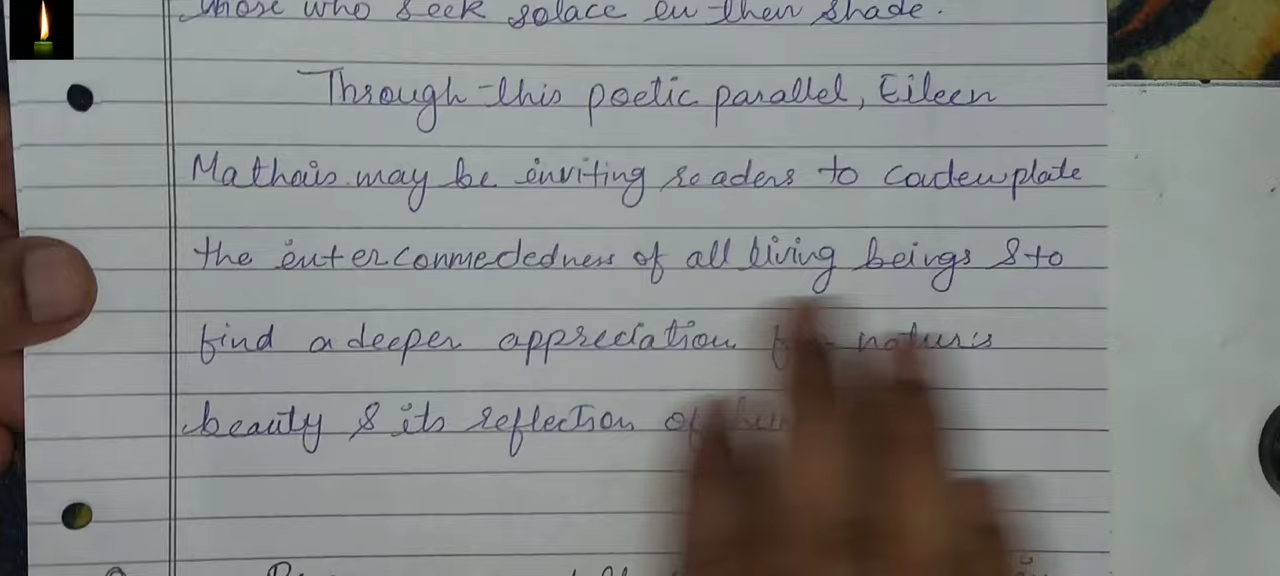 those who seek solace in their shade.
Through this poetic parallel, Eileen
Mathais may be inviting readers to contemplate
the interconnectedness of all living beings & to
find a deeper appreciation for nature's
beauty & its reflection of